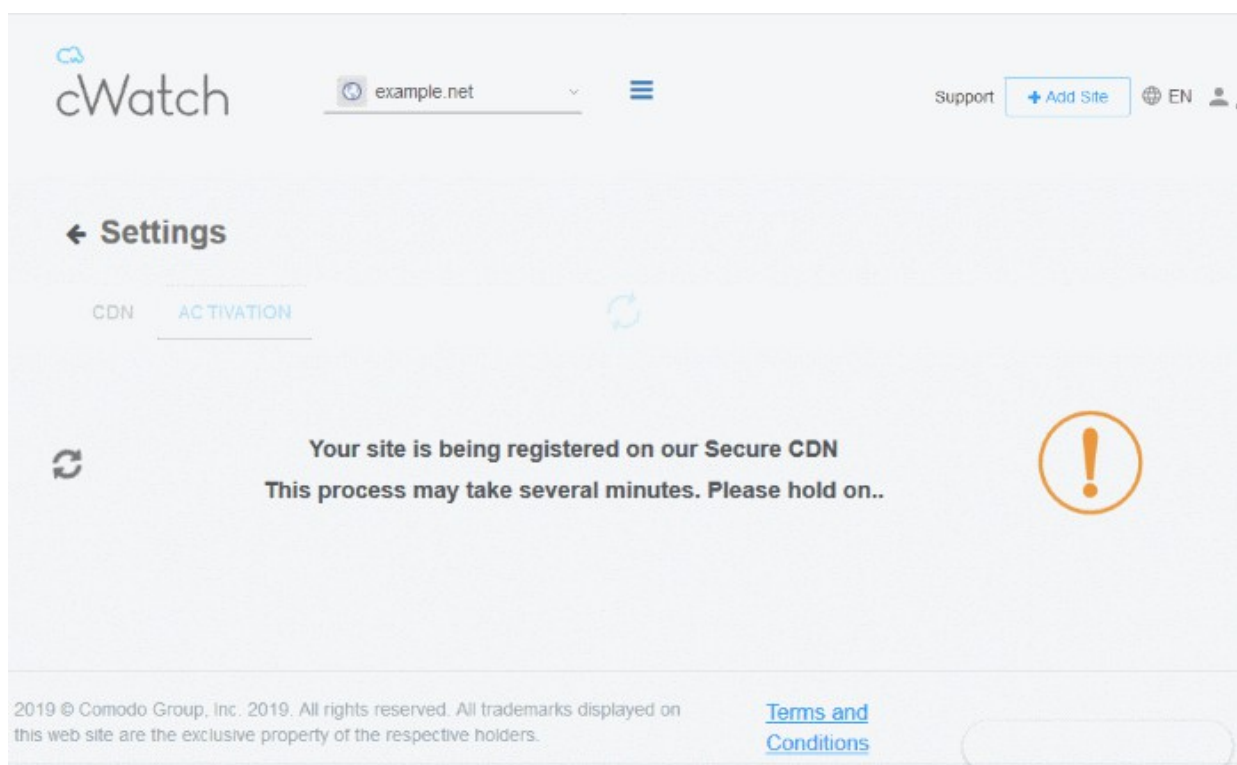 cWatch
example.net
Support
+ Add Site
EN
Settings
CDN
ACTIVATION
Your site is being registered on our Secure CDN
This process may take several minutes. Please hold on..
2019 © Comodo Group, Inc. 2019. All rights reserved. All trademarks displayed on
this web site are the exclusive property of the respective holders.
Terms and
Conditions